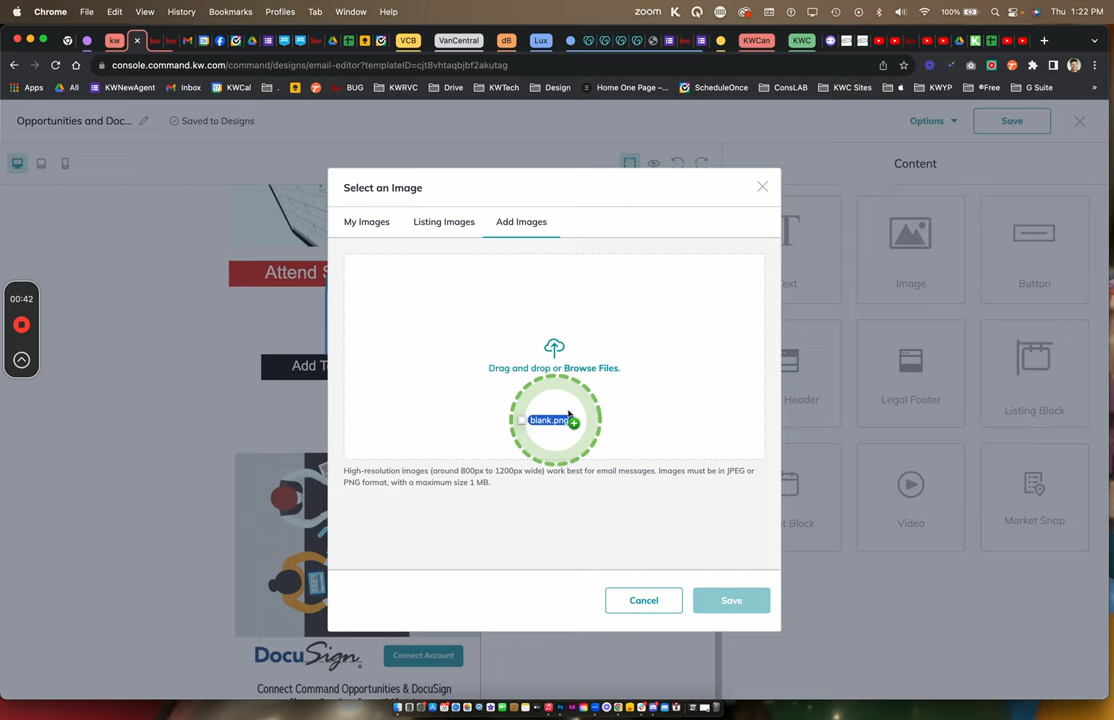 Chrome File Edit View History Bookmarks Profiles Tab Window Help zoom K 100% Thu 1:22 PM
kw VCB VanCentral dB Lux KWCan KWC
console.command.kw.com/command/designs/email-editor?templateID=cjt8vhtaqbjbf2akutag
Apps All KWNewAgent Inbox KWCal . T BUG KWRVC Drive KWTech Design Home One Page –... ScheduleOnce ConsLAB KWC Sites KWYP ®Free G Suite
Opportunities and Doc... Saved to Designs Options Save
Content
Select an Image
My Images Listing Images Add Images
Attend S
00:42
Text Image Button
Drag and drop or Browse Files.
Add T
Header Legal Footer Listing Block
blank.png
High-resolution images (around 800px to 1200px wide) work best for email messages. Images must be in JPEG or
PNG format, with a maximum size 1 MB.
Block Video Market Snap
Cancel Save
DocuSign Connect Account
Connect Command Opportunities & DocuSign